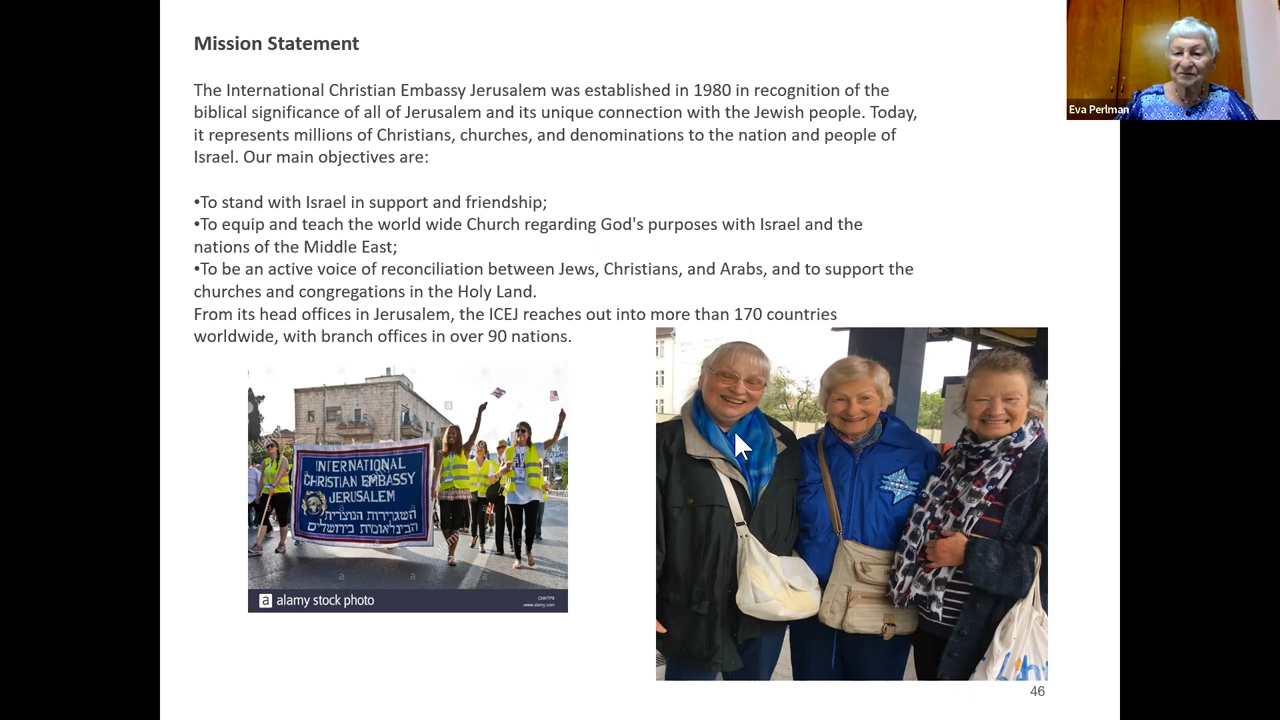 Mission Statement
The International Christian Embassy Jerusalem was established in 1980 in recognition of the
biblical significance of all of Jerusalem and its unique connection with the Jewish people. Today,
it represents millions of Christians, churches, and denominations to the nation and people of
Israel. Our main objectives are:
•To stand with Israel in support and friendship;
•To equip and teach the world wide Church regarding God's purposes with Israel and the
nations of the Middle East;
•To be an active voice of reconciliation between Jews, Christians, and Arabs, and to support the
churches and congregations in the Holy Land.
From its head offices in Jerusalem, the ICEJ reaches out into more than 170 countries
worldwide, with branch offices in over 90 nations.
INTERNATIONAL
CHRISTIAN EMBASSY
JERUSALEM
השגרירות הנוצרית
הבינלאומית בירושלים
a alamy stock photo
www.alamy.com
46
Eva Perlman